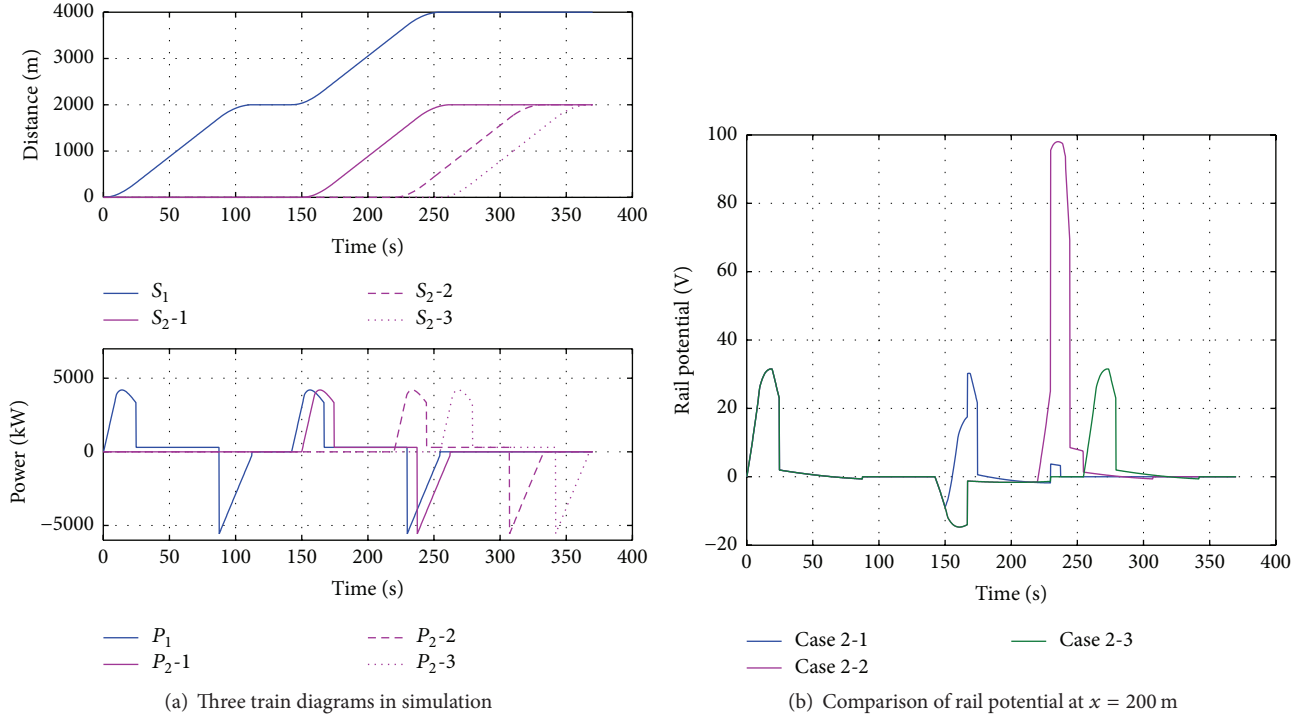 4000
3000
2000
1000
0
Distance (m)
0 50 100 150 200 250 300 350 400
Time (s)
S1 S2-2
S2-1 S2-3
5000
0
−5000
Power (kW)
0 50 100 150 200 250 300 350 400
Time (s)
P1 P2-2
P2-1 P2-3
(a) Three train diagrams in simulation
100
80
60
40
20
0
−20
Rail potential (V)
0 50 100 150 200 250 300 350 400
Time (s)
Case 2-1 Case 2-3
Case 2-2
(b) Comparison of rail potential at x = 200 m